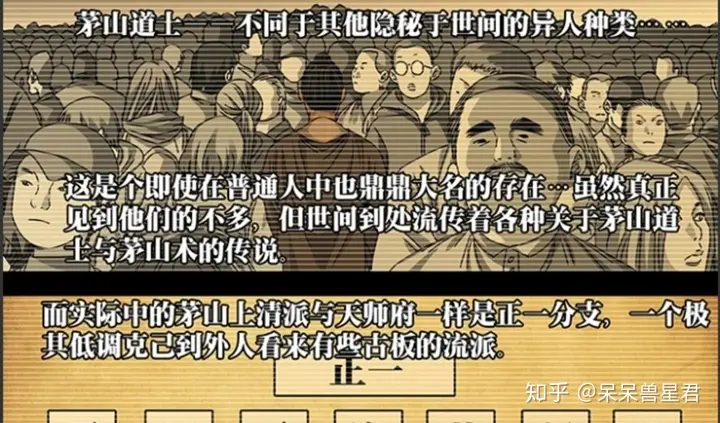 茅山道士——不同于其他隐秘于世间的异人种类……
这是个即使在普通人中也鼎鼎大名的存在…虽然真正
见到他们的不多，但世间到处流传着各种关于茅山道
士与茅山术的传说。
而实际中的茅山上清派与天师府一样是正一分支，一个极
其低调克己到外人看来有些古板的流派。
正一
知乎 @呆呆兽星君